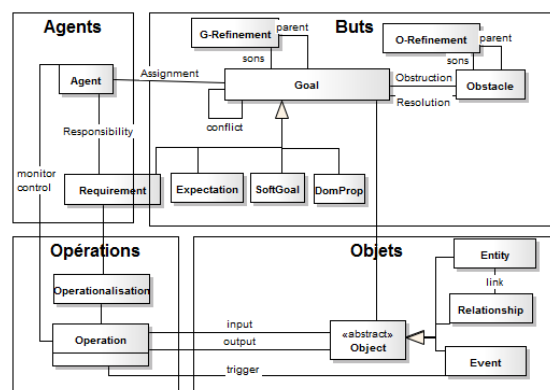 Agents
Buts
G-Refinement
parent
sons
O-Refinement
parent
sons
Agent
Assignment
Goal
Obstruction
Resolution
Obstacle
conflict
Responsibility
monitor
control
Requirement
Expectation
SoftGoal
DomProp
Opérations
Objets
Entity
link
Operationalisation
Relationship
Operation
input
output
«abstract»
Object
Event
trigger